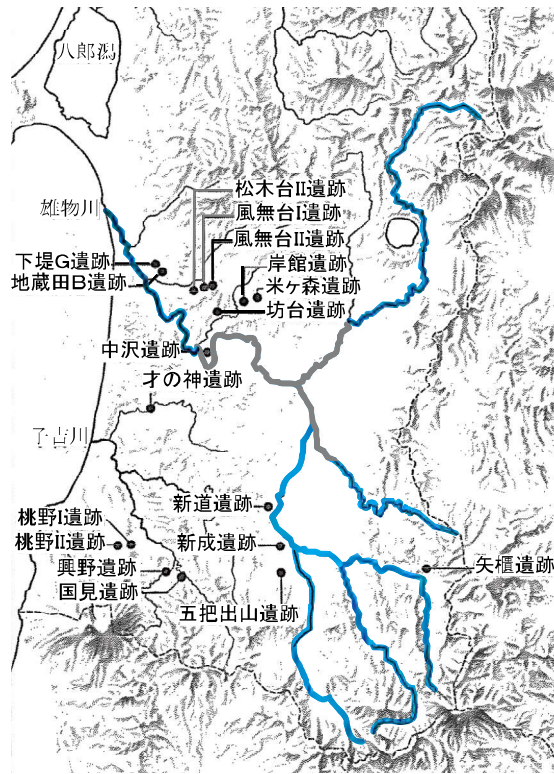 八郎潟
雄物川
松木台II遺跡
風無台I遺跡
風無台II遺跡
岸館遺跡
米ヶ森遺跡
坊台遺跡
下堤G遺跡
地蔵田B遺跡
中沢遺跡
才の神遺跡
子吉川
新道遺跡
桃野I遺跡
桃野II遺跡
新成遺跡
矢櫃遺跡
興野遺跡
国見遺跡
五把出山遺跡